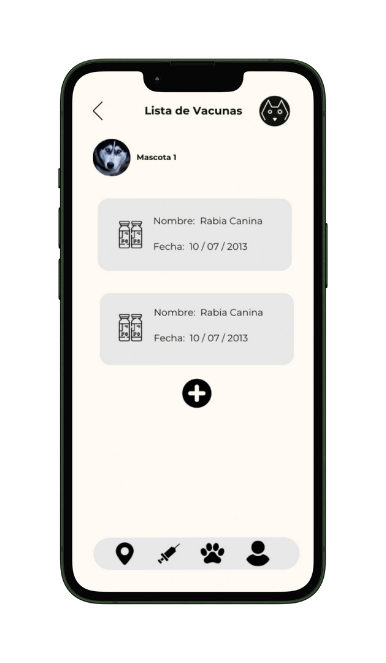 Lista de Vacunas
Mascota 1
Nombre: Rabia Canina
Fecha: 10 / 07 / 2013
Nombre: Rabia Canina
Fecha: 10 / 07 / 2013